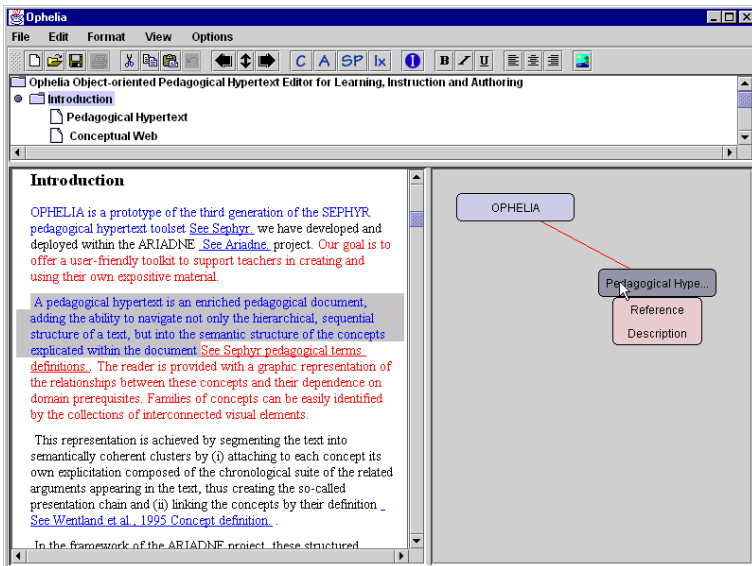 Ophelia
File Edit Format View Options
C A SP Ix B I U
Ophelia Object-oriented Pedagogical Hypertext Editor for Learning, Instruction and Authoring
Introduction
Pedagogical Hypertext
Conceptual Web
Introduction
OPHELIA is a prototype of the third generation of the SEPHYR
pedagogical hypertext toolset See Sephyr. we have developed and
deployed within the ARIADNE See Ariadne. project. Our goal is to
offer a user-friendly toolkit to support teachers in creating and
using their own expositive material.
A pedagogical hypertext is an enriched pedagogical document,
adding the ability to navigate not only the hierarchical, sequential
structure of a text, but into the semantic structure of the concepts
explicated within the document See Sephyr pedagogical terms
definitions. . The reader is provided with a graphic representation of
the relationships between these concepts and their dependence on
domain prerequisites. Families of concepts can be easily identified
by the collections of interconnected visual elements.
This representation is achieved by segmenting the text into
semantically coherent clusters by (i) attaching to each concept its
own explicitation composed of the chronological suite of the related
arguments appearing in the text, thus creating the so-called
presentation chain and (ii) linking the concepts by their definition
See Wentland et al., 1995 Concept definition. .
In the framework of the ARIADNE project, these structured
OPHELIA
Pedagogical Hype...
Reference
Description